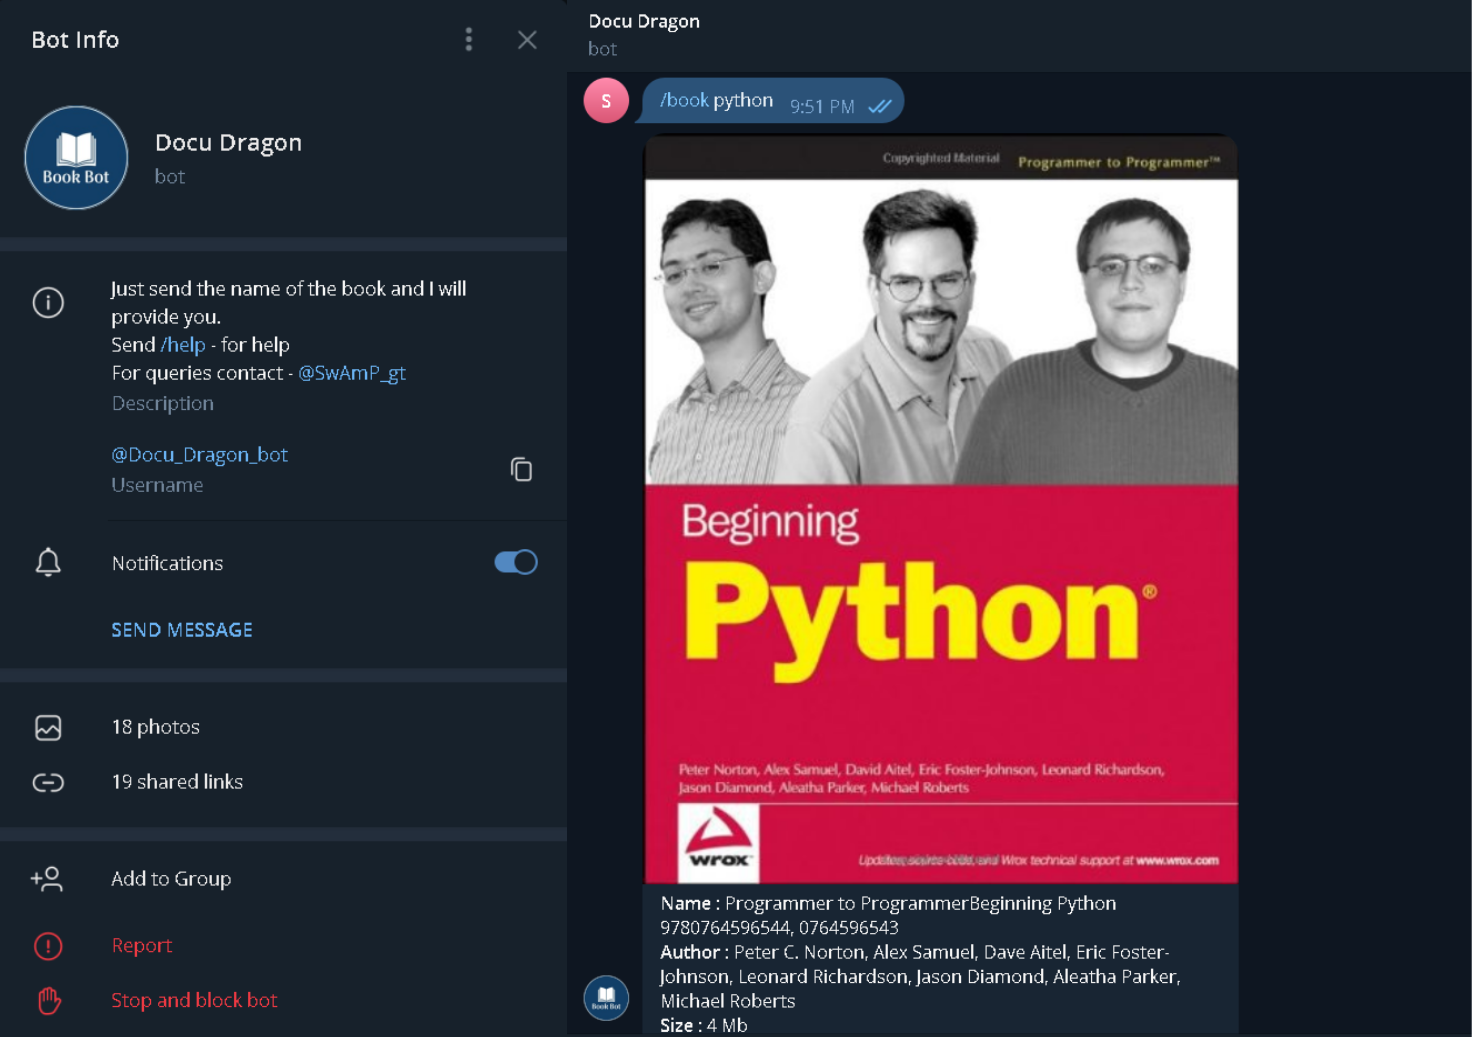 Bot Info
Book Bot
Docu Dragon
bot
Just send the name of the book and I will
provide you.
Send /help - for help
For queries contact - @SwAmP_gt
Description
@Docu_Dragon_bot
Username
Notifications
SEND MESSAGE
18 photos
19 shared links
Add to Group
Report
Stop and block bot
Docu Dragon
bot
S
/book python 9:51 PM
Copyrighted Material Programmer to Programmer™
Beginning
Python®
Peter Norton, Alex Samuel, David Aitel, Eric Foster-Johnson, Leonard Richardson,
Jason Diamond, Aleatha Parker, Michael Roberts
wrox™
Wrox technical support at www.wrox.com
Name : Programmer to ProgrammerBeginning Python
9780764596544, 0764596543
Author : Peter C. Norton, Alex Samuel, Dave Aitel, Eric Foster-
Johnson, Leonard Richardson, Jason Diamond, Aleatha Parker,
Michael Roberts
Size : 4 Mb
Book Bot